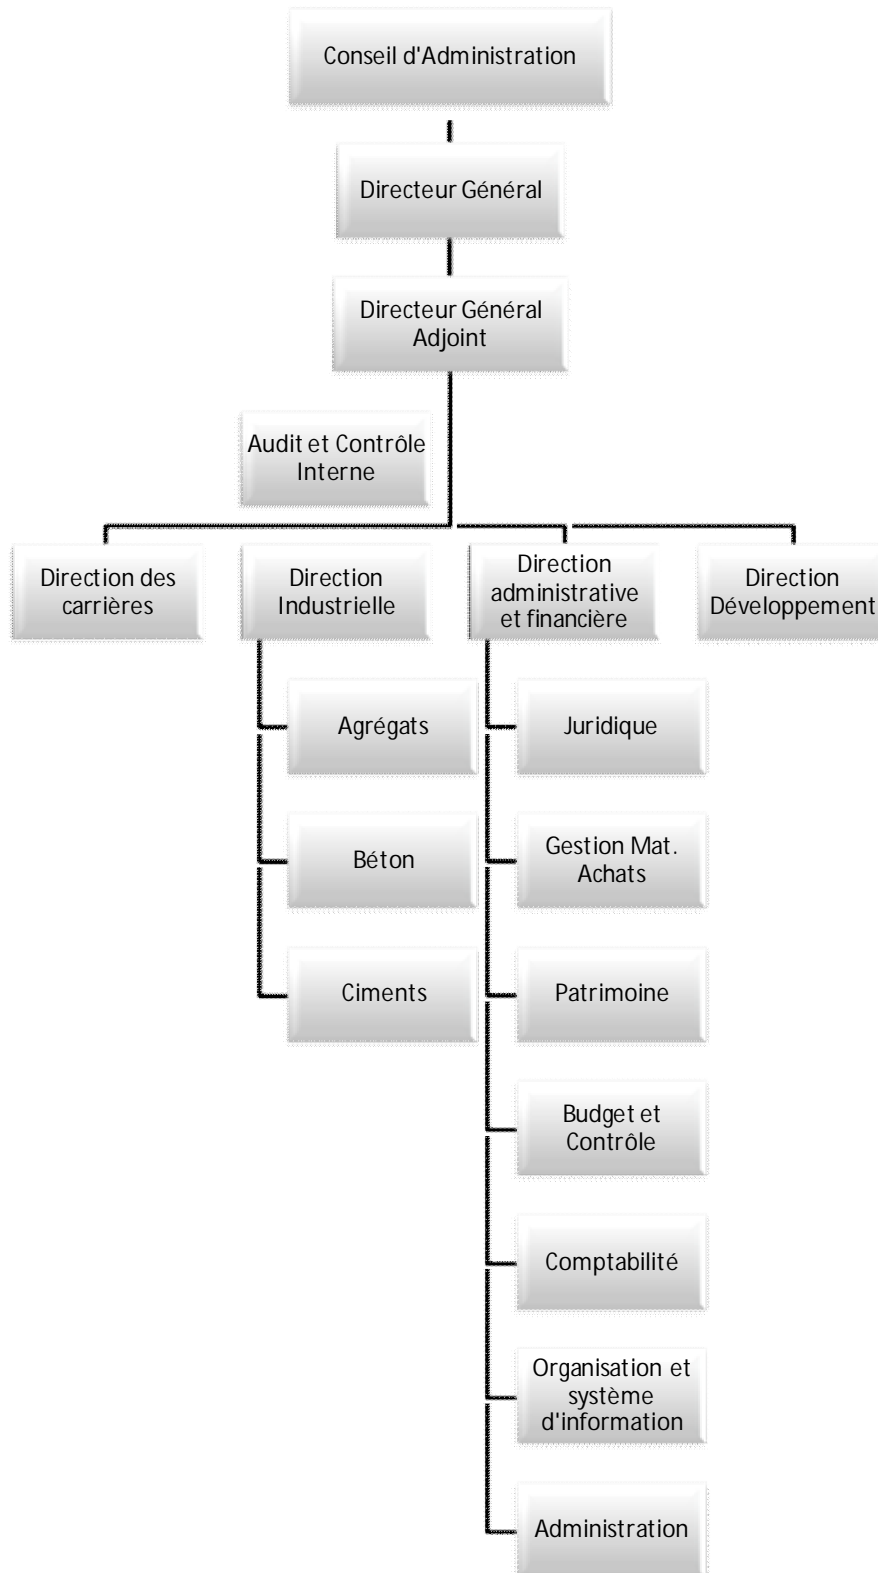 Conseil d'Administration
Directeur Général
Directeur Général
Adjoint
Audit et Contrôle
Interne
Direction des
carrières
Direction
Industrielle
Direction
administrative
et financière
Direction
Développement
Agrégats
Béton
Ciments
Juridique
Gestion Mat.
Achats
Patrimoine
Budget et
Contrôle
Comptabilité
Organisation et
système
d'information
Administration